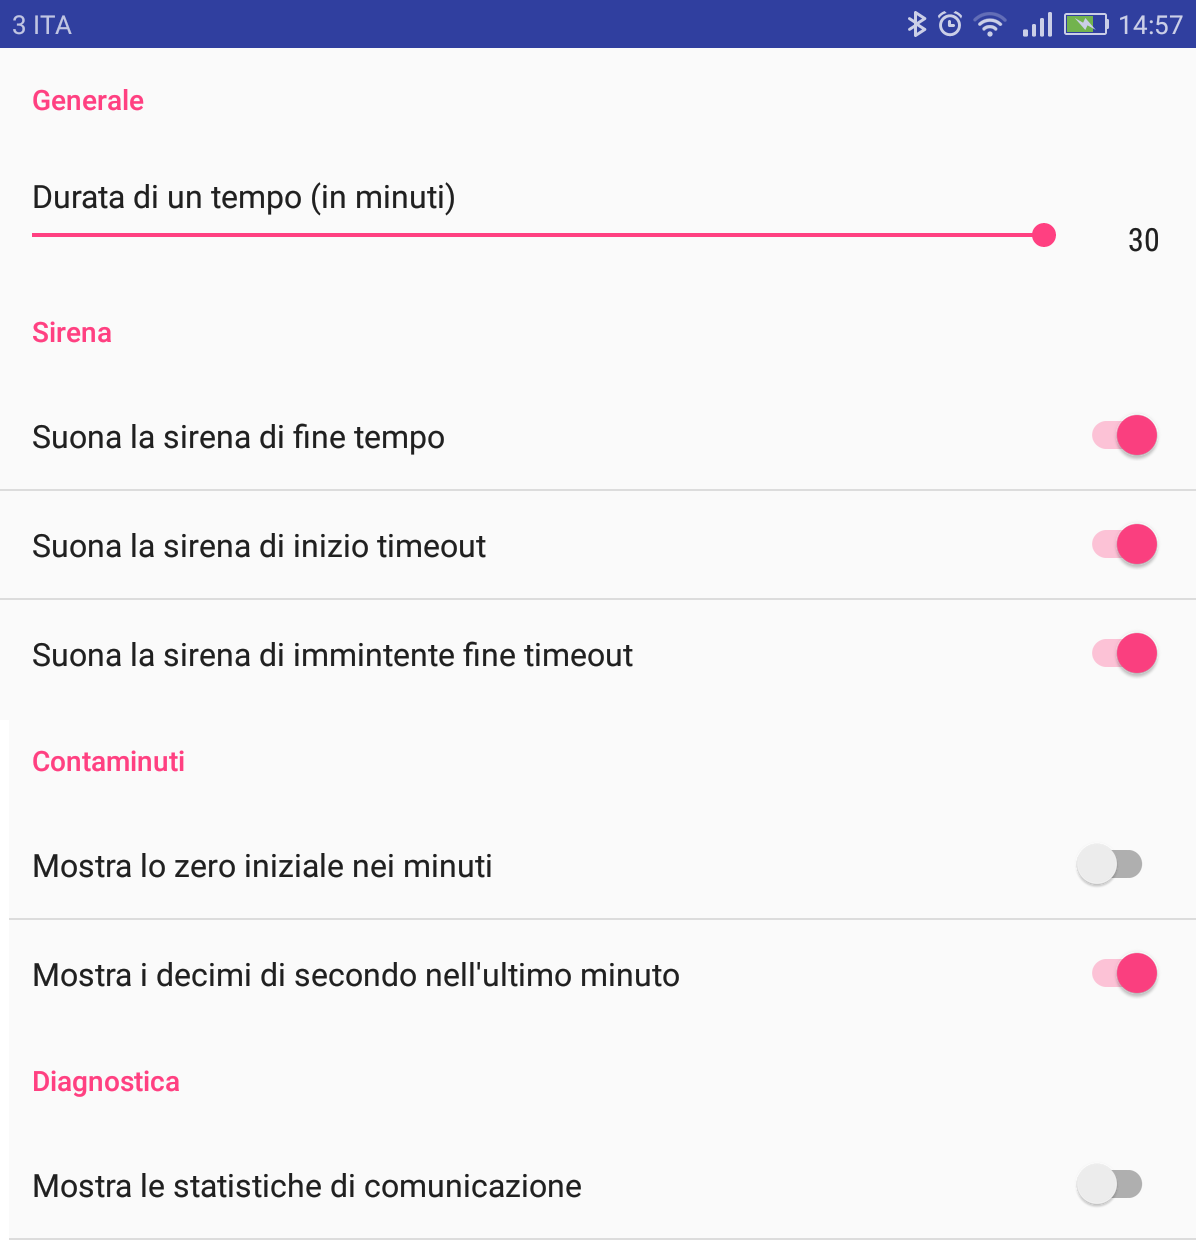 3 ITA 14:57
Generale
Durata di un tempo (in minuti)
30
Sirena
Suona la sirena di fine tempo
Suona la sirena di inizio timeout
Suona la sirena di immintente fine timeout
Contaminuti
Mostra lo zero iniziale nei minuti
Mostra i decimi di secondo nell'ultimo minuto
Diagnostica
Mostra le statistiche di comunicazione